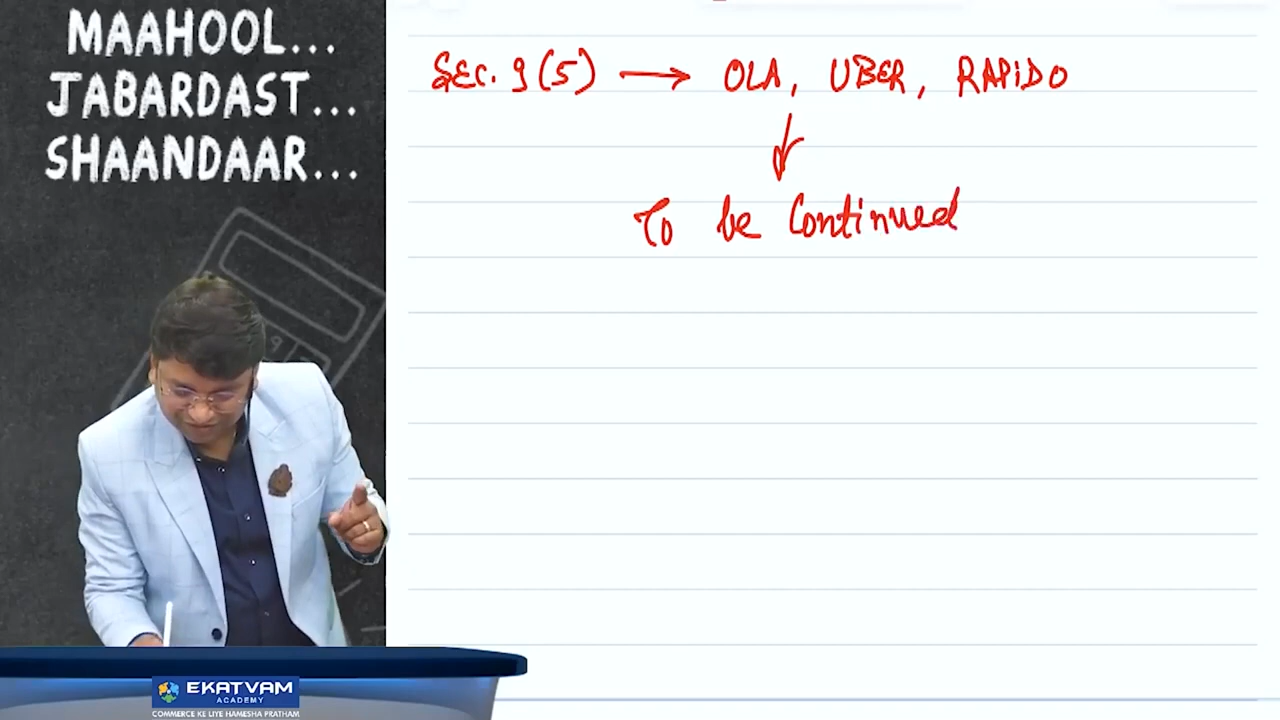 MAAHOOL...
JABARDAST...
SHAANDAAR...
SEC. 9(5) → OLA, UBER, RAPIDO
↓
To be Continued
EKATVAM
ACADEMY
COMMERCE KE LIYE HAMESHA PRATHAM